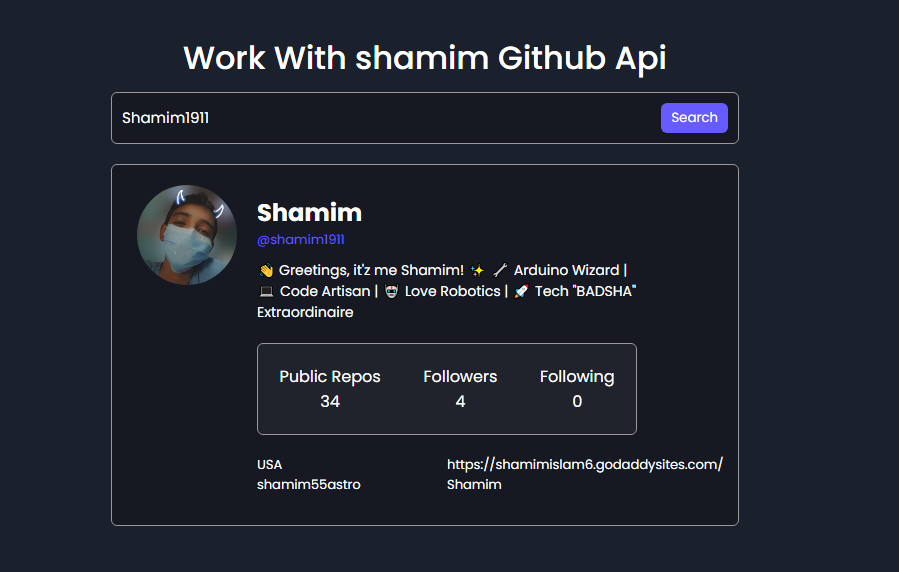 Work With shamim Github Api
Shamim1911
Search
Shamim
@shamim1911
👋 Greetings, it'z me Shamim! ✨ 🔧 Arduino Wizard |
💻 Code Artisan | 🤖 Love Robotics | 🚀 Tech "BADSHA"
Extraordinaire
Public Repos Followers Following
34 4 0
USA https://shamimislam6.godaddysites.com/
shamim55astro Shamim